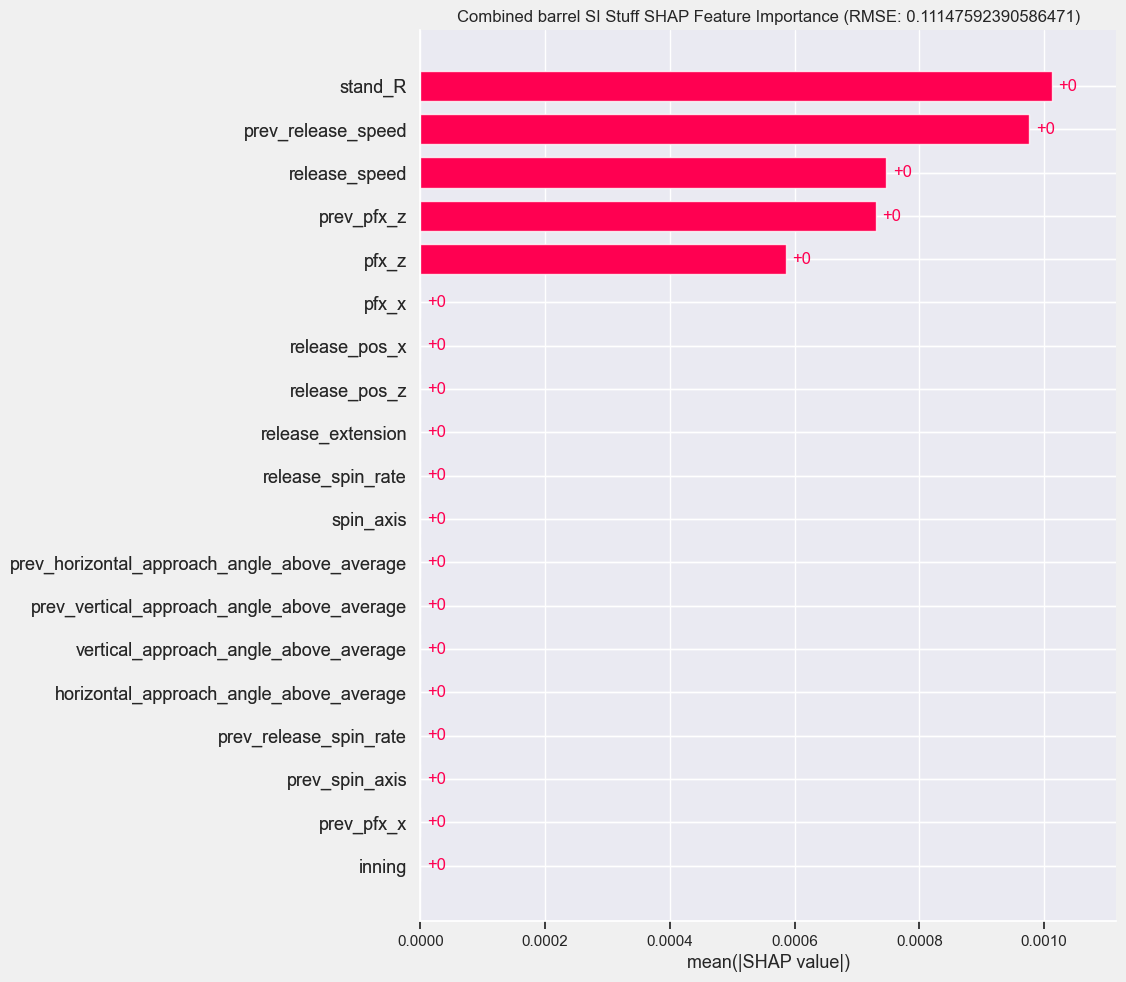 Combined barrel SI Stuff SHAP Feature Importance (RMSE: 0.11147592390586471)
stand_R +0
prev_release_speed +0
release_speed +0
prev_pfx_z +0
pfx_z +0
pfx_x +0
release_pos_x +0
release_pos_z +0
release_extension +0
release_spin_rate +0
spin_axis +0
prev_horizontal_approach_angle_above_average +0
prev_vertical_approach_angle_above_average +0
vertical_approach_angle_above_average +0
horizontal_approach_angle_above_average +0
prev_release_spin_rate +0
prev_spin_axis +0
prev_pfx_x +0
inning +0
0.0000 0.0002 0.0004 0.0006 0.0008 0.0010
mean(|SHAP value|)